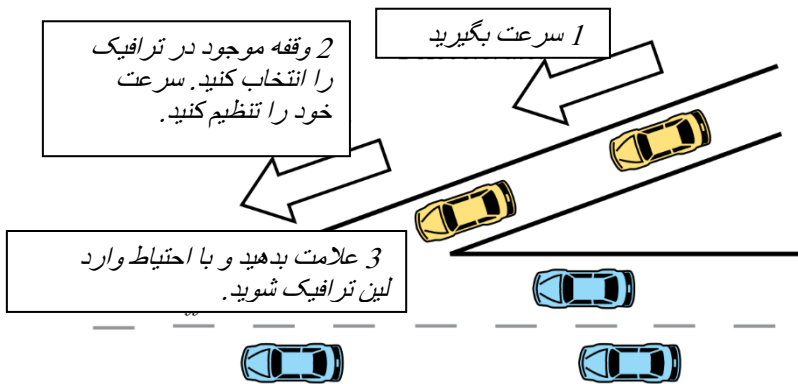 1 سرعت بگیرید
2 وقفه موجود در ترافیک
را انتخاب کنید. سرعت
خود را تنظیم کنید.
3 علامت بدهید و با احتیاط وارد
لین ترافیک شوید.